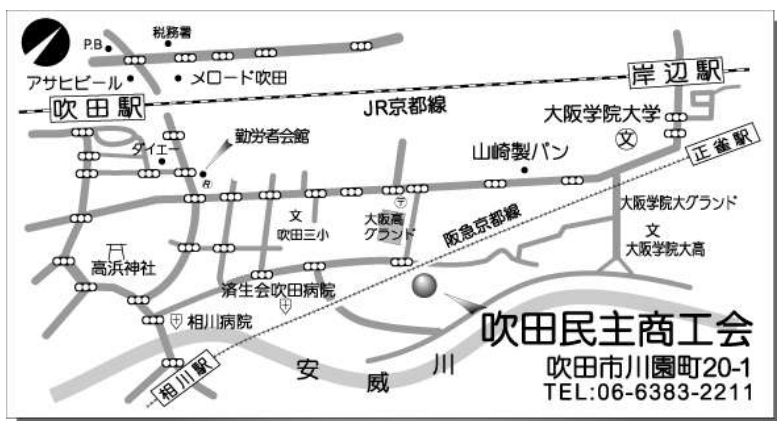 P.B
税務署
アサヒビール
メロード吹田
吹田駅
JR京都線
岸辺駅
大阪学院大学
文
正雀駅
ダイエー
勤労者会館
山崎製パン
文
吹田三小
〒
大阪高
グランド
阪急京都線
大阪学院大グランド
文
大阪学院大高
高浜神社
済生会吹田病院
相川病院
相川駅
安威川
吹田民主商工会
吹田市川園町20-1
TEL:06-6383-2211